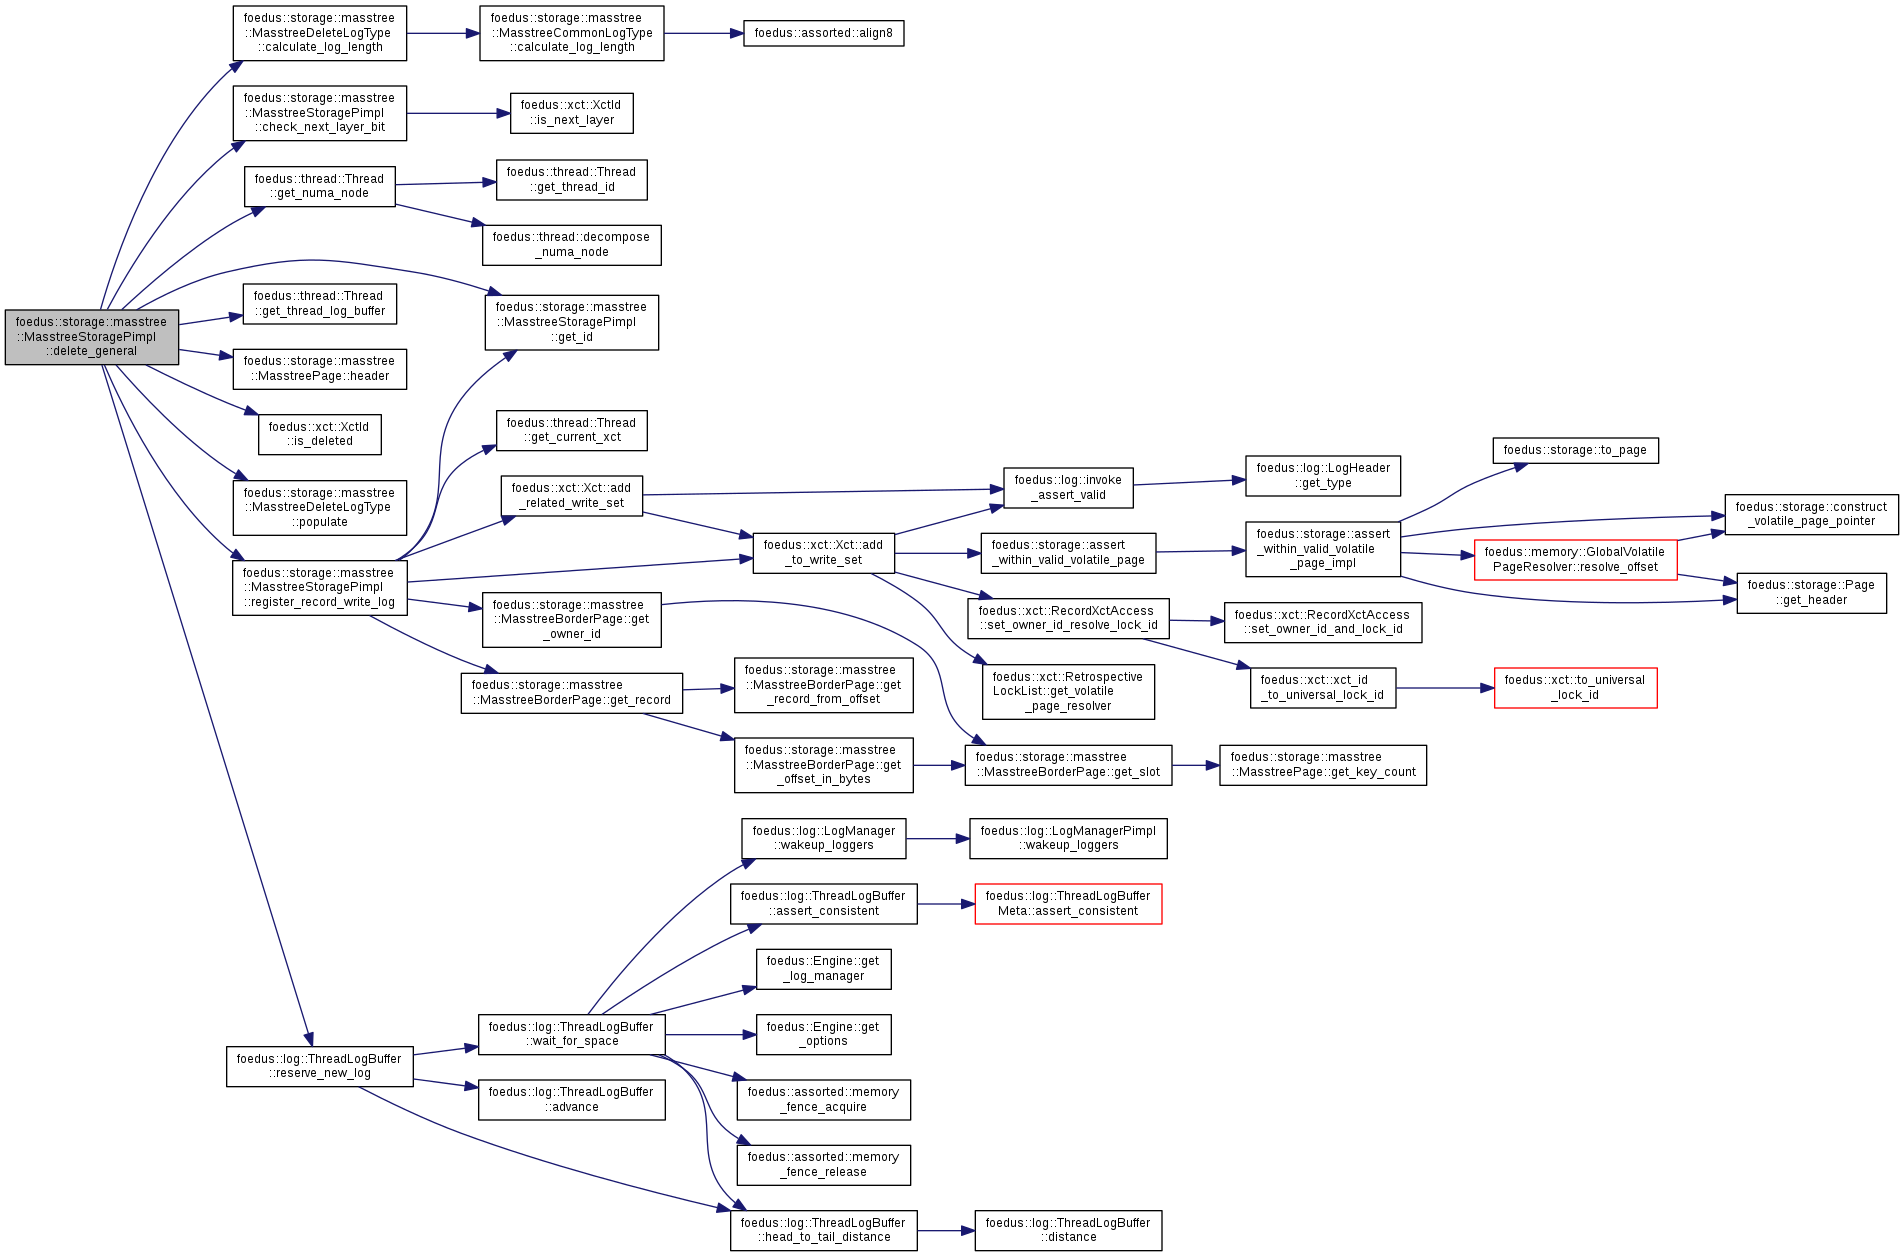 foedus::storage::masstree
::MasstreeStoragePimpl
::delete_general
foedus::storage::masstree
::MasstreeDeleteLogType
::calculate_log_length
foedus::storage::masstree
::MasstreeCommonLogType
::calculate_log_length
foedus::assorted::align8
foedus::storage::masstree
::MasstreeStoragePimpl
::check_next_layer_bit
foedus::xct::XctId
::is_next_layer
foedus::thread::Thread
::get_numa_node
foedus::thread::Thread
::get_thread_id
foedus::thread::decompose
_numa_node
foedus::thread::Thread
::get_thread_log_buffer
foedus::storage::masstree
::MasstreeStoragePimpl
::get_id
foedus::storage::masstree
::MasstreePage::header
foedus::xct::XctId
::is_deleted
foedus::storage::masstree
::MasstreeDeleteLogType
::populate
foedus::storage::masstree
::MasstreeStoragePimpl
::register_record_write_log
foedus::thread::Thread
::get_current_xct
foedus::xct::Xct::add
_related_write_set
foedus::xct::Xct::add
_to_write_set
foedus::log::invoke
_assert_valid
foedus::log::LogHeader
::get_type
foedus::storage::assert
_within_valid_volatile_page
foedus::storage::assert
_within_valid_volatile
_page_impl
foedus::storage::to_page
foedus::storage::construct
_volatile_page_pointer
foedus::memory::GlobalVolatile
PageResolver::resolve_offset
foedus::storage::Page
::get_header
foedus::xct::RecordXctAccess
::set_owner_id_resolve_lock_id
foedus::xct::RecordXctAccess
::set_owner_id_and_lock_id
foedus::xct::xct_id
_to_universal_lock_id
foedus::xct::to_universal
_lock_id
foedus::xct::Retrospective
LockList::get_volatile
_page_resolver
foedus::storage::masstree
::MasstreeBorderPage::get
_owner_id
foedus::storage::masstree
::MasstreeBorderPage::get_record
foedus::storage::masstree
::MasstreeBorderPage::get
_record_from_offset
foedus::storage::masstree
::MasstreeBorderPage::get
_offset_in_bytes
foedus::storage::masstree
::MasstreeBorderPage::get_slot
foedus::storage::masstree
::MasstreePage::get_key_count
foedus::log::ThreadLogBuffer
::reserve_new_log
foedus::log::ThreadLogBuffer
::wait_for_space
foedus::log::ThreadLogBuffer
::advance
foedus::log::LogManager
::wakeup_loggers
foedus::log::LogManagerPimpl
::wakeup_loggers
foedus::log::ThreadLogBuffer
::assert_consistent
foedus::log::ThreadLogBuffer
Meta::assert_consistent
foedus::Engine::get
_log_manager
foedus::Engine::get
_options
foedus::assorted::memory
_fence_acquire
foedus::assorted::memory
_fence_release
foedus::log::ThreadLogBuffer
::head_to_tail_distance
foedus::log::ThreadLogBuffer
::distance